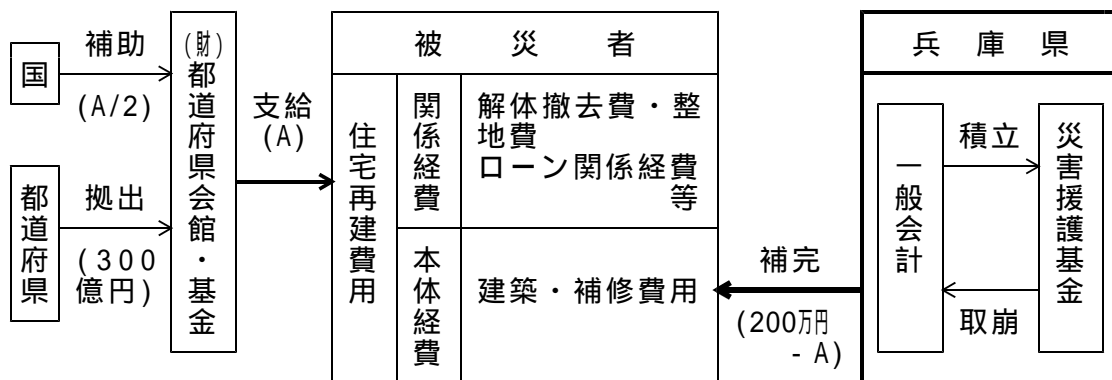 国
補助
(A/2)
都道府県
拠出
(300
億円)
(財)都道府県会館・基金
支給
(A)
被災者
住宅再建費用
関係経費
解体撤去費・整
地費
ローン関係経費
等
本体経費
建築・補修費用
補完
(200万円
- A)
兵庫県
一般会計
積立
取崩
災害援護基金